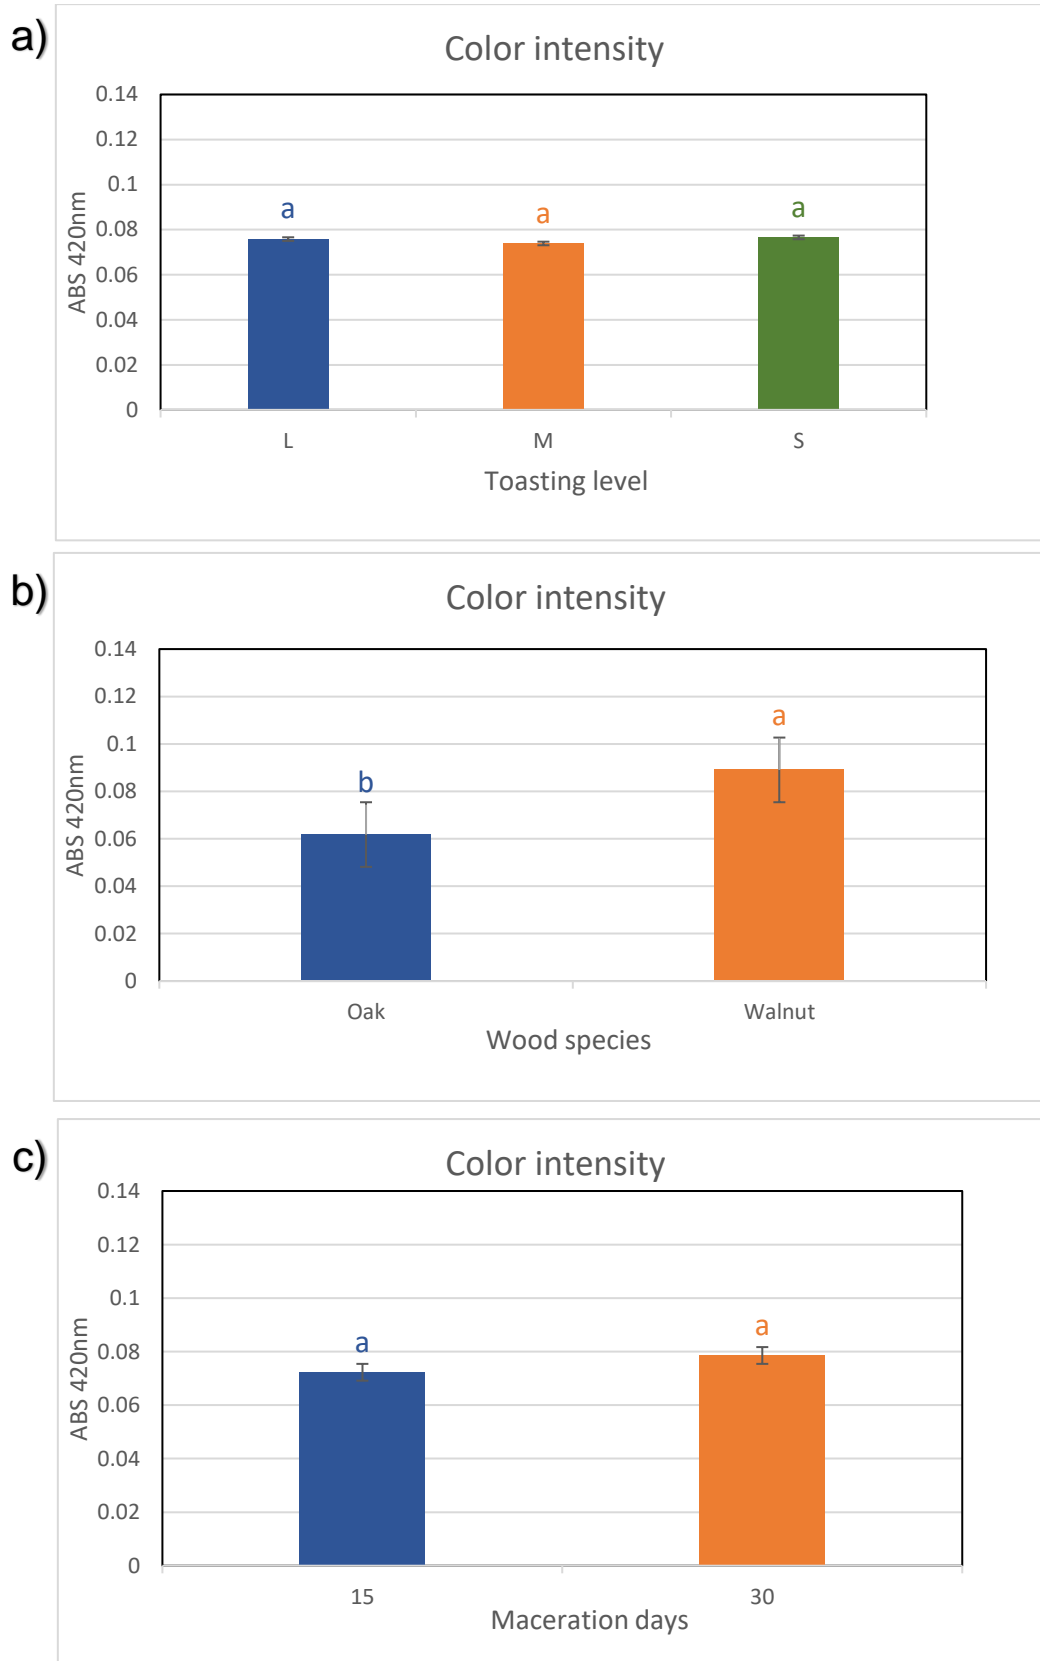 a)
Color intensity
0.14
0.12
0.1
0.08
0.06
0.04
0.02
0
ABS 420nm
a a a
L M S
Toasting level
b)
Color intensity
0.14
0.12
0.1
0.08
0.06
0.04
0.02
0
ABS 420nm
b a
Oak Walnut
Wood species
c)
Color intensity
0.14
0.12
0.1
0.08
0.06
0.04
0.02
0
ABS 420nm
a a
15 30
Maceration days